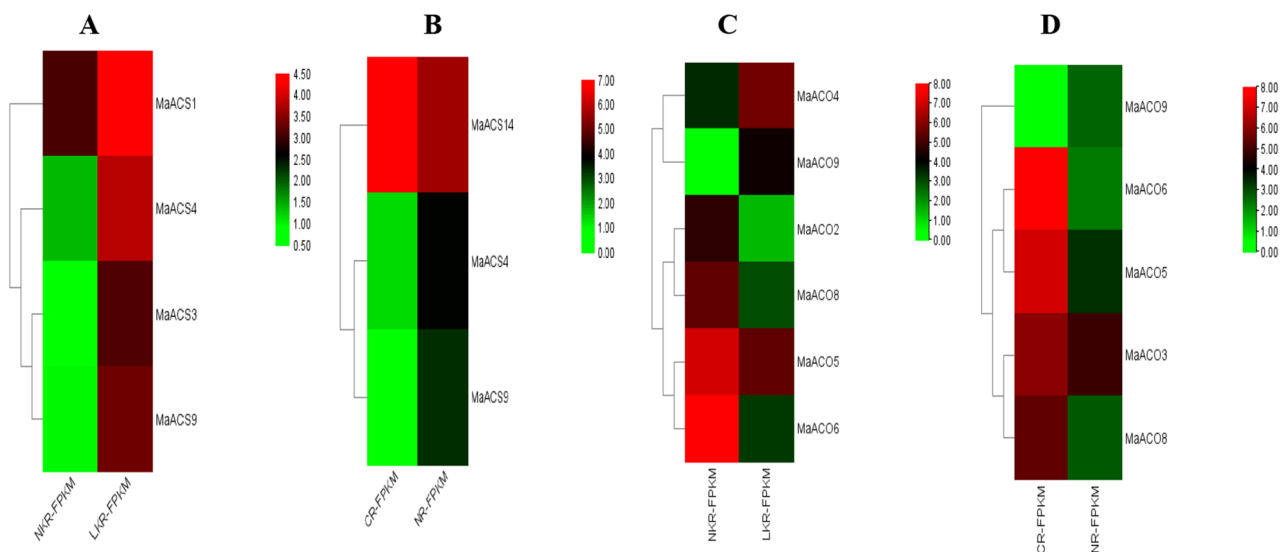 A
B
C
D
MaACS1
MaACS4
MaACS3
MaACS9
NKR-FPKM
LKR-FPKM
4.50
4.00
3.50
3.00
2.50
2.00
1.50
1.00
0.50
MaACS14
MaACS4
MaACS9
CR-FPKM
NR-FPKM
7.00
6.00
5.00
4.00
3.00
2.00
1.00
0.00
MaACO4
MaACO9
MaACO2
MaACO8
MaACO5
MaACO6
NKR-FPKM
LKR-FPKM
8.00
7.00
6.00
5.00
4.00
3.00
2.00
1.00
0.00
MaACO9
MaACO6
MaACO5
MaACO3
MaACO8
CR-FPKM
NR-FPKM
8.00
7.00
6.00
5.00
4.00
3.00
2.00
1.00
0.00